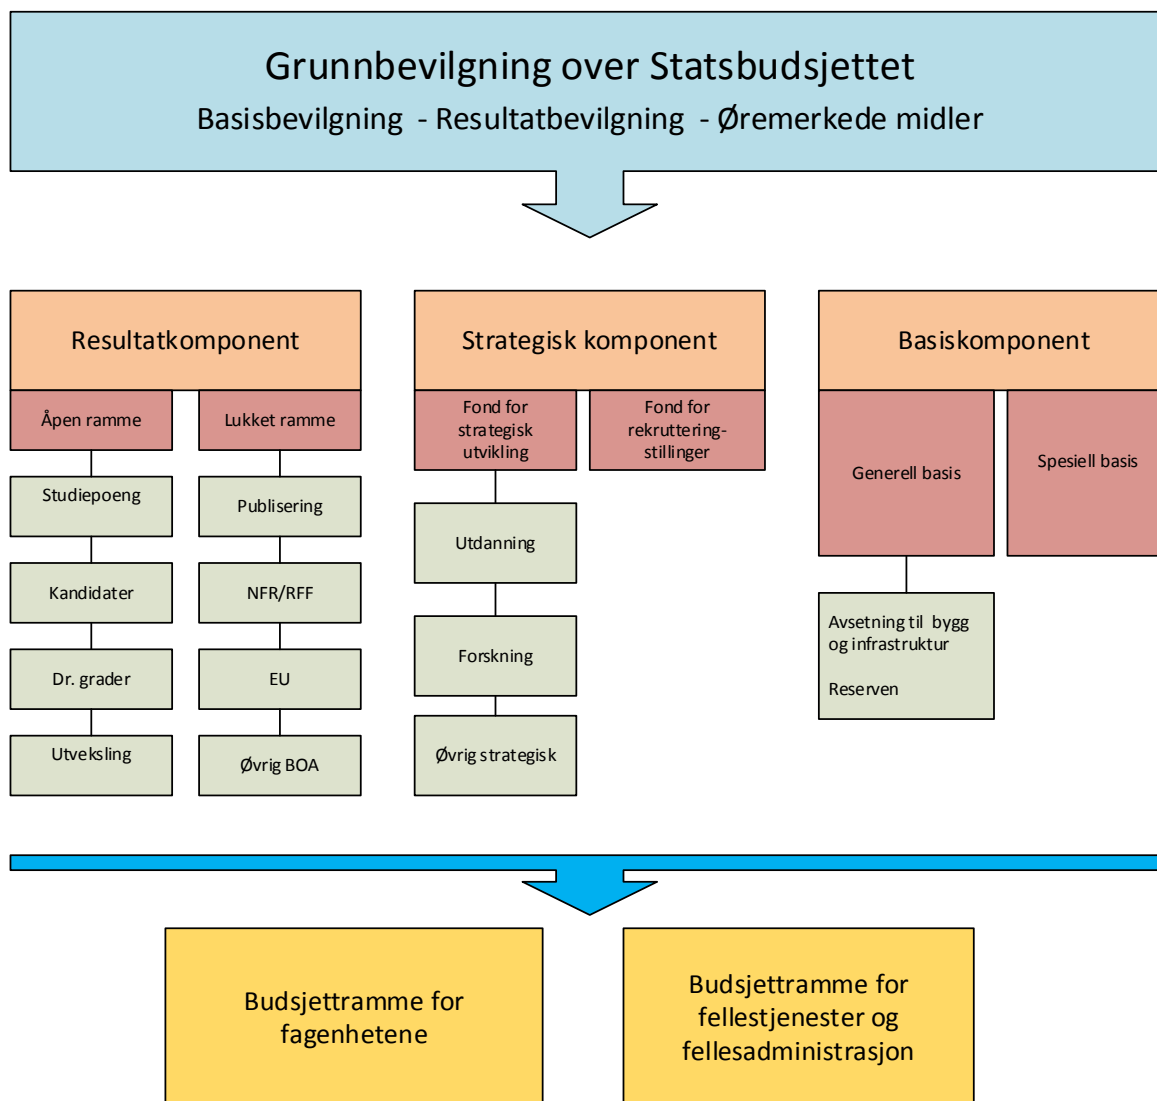 Grunnbevilgning over Statsbudsjettet
Basisbevilgning - Resultatbevilgning - Øremerkede midler
Resultatkomponent
Åpen ramme
Studiepoeng
Kandidater
Dr. grader
Utveksling
Lukket ramme
Publisering
NFR/RFF
EU
Øvrig BOA
Strategisk komponent
Fond for
strategisk
utvikling
Utdanning
Forskning
Øvrig strategisk
Fond for
rekruttering-
stillinger
Basiskomponent
Generell basis
Avsetning til bygg
og infrastruktur
Reserven
Spesiell basis
Budsjettramme for
fagenhetene
Budsjettramme for
fellestjenester og
fellesadministrasjon